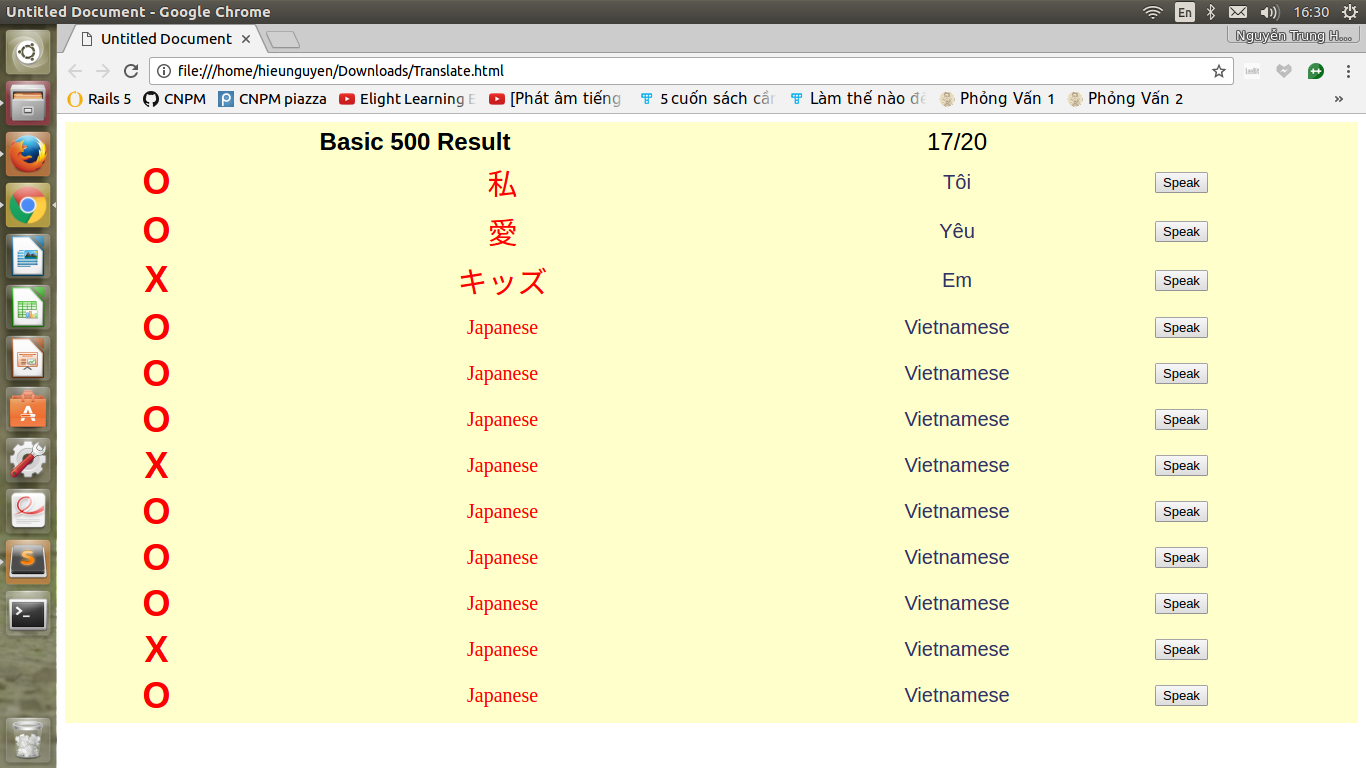 Untitled Document - Google Chrome En 16:30
Untitled Document × Nguyễn Trung H...
file:///home/hieunguyen/Downloads/Translate.html
Rails 5 CNPM CNPM piazza Elight Learning E [Phát âm tiếng 5 cuốn sách cần Làm thế nào để Phỏng Vấn 1 Phỏng Vấn 2 »
Basic 500 Result 17/20
O 私 Tôi Speak
O 愛 Yêu Speak
X キッズ Em Speak
O Japanese Vietnamese Speak
O Japanese Vietnamese Speak
O Japanese Vietnamese Speak
X Japanese Vietnamese Speak
O Japanese Vietnamese Speak
O Japanese Vietnamese Speak
O Japanese Vietnamese Speak
X Japanese Vietnamese Speak
O Japanese Vietnamese Speak